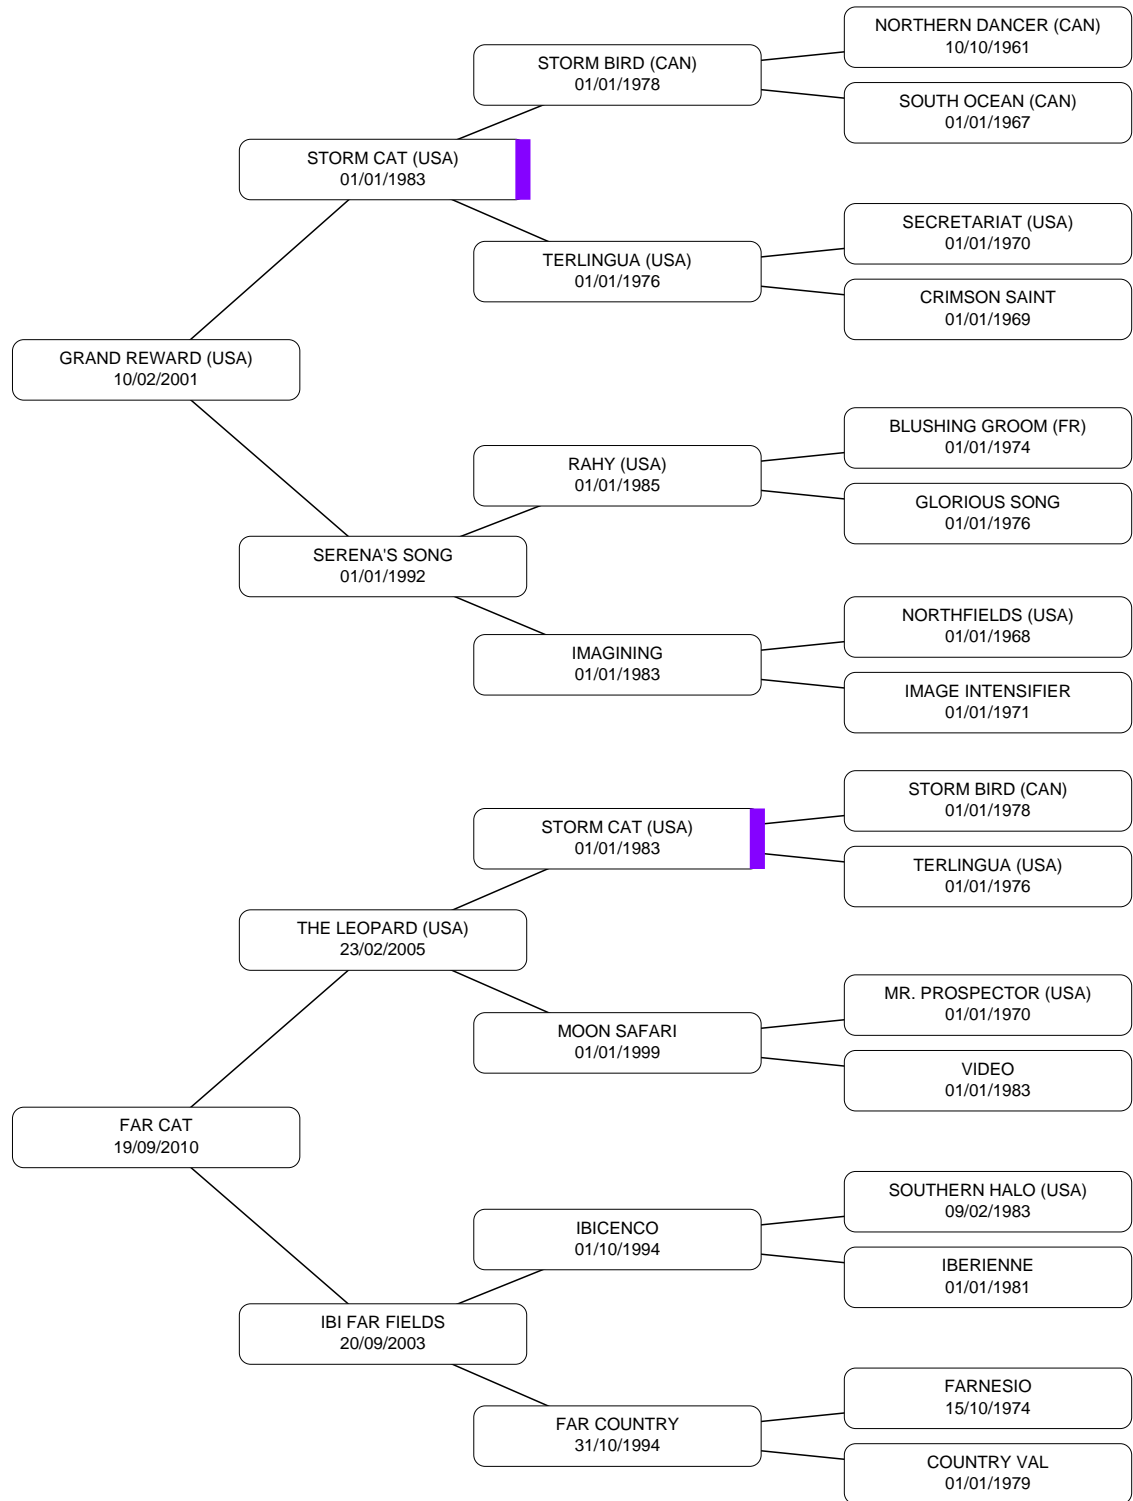 NORTHERN DANCER (CAN)
10/10/1961
STORM BIRD (CAN)
01/01/1978
SOUTH OCEAN (CAN)
01/01/1967
STORM CAT (USA)
01/01/1983
SECRETARIAT (USA)
01/01/1970
TERLINGUA (USA)
01/01/1976
CRIMSON SAINT
01/01/1969
GRAND REWARD (USA)
10/02/2001
BLUSHING GROOM (FR)
01/01/1974
RAHY (USA)
01/01/1985
GLORIOUS SONG
01/01/1976
SERENA'S SONG
01/01/1992
NORTHFIELDS (USA)
01/01/1968
IMAGINING
01/01/1983
IMAGE INTENSIFIER
01/01/1971
STORM BIRD (CAN)
01/01/1978
STORM CAT (USA)
01/01/1983
TERLINGUA (USA)
01/01/1976
THE LEOPARD (USA)
23/02/2005
MR. PROSPECTOR (USA)
01/01/1970
MOON SAFARI
01/01/1999
VIDEO
01/01/1983
FAR CAT
19/09/2010
SOUTHERN HALO (USA)
09/02/1983
IBICENCO
01/10/1994
IBERIENNE
01/01/1981
IBI FAR FIELDS
20/09/2003
FARNESIO
15/10/1974
FAR COUNTRY
31/10/1994
COUNTRY VAL
01/01/1979